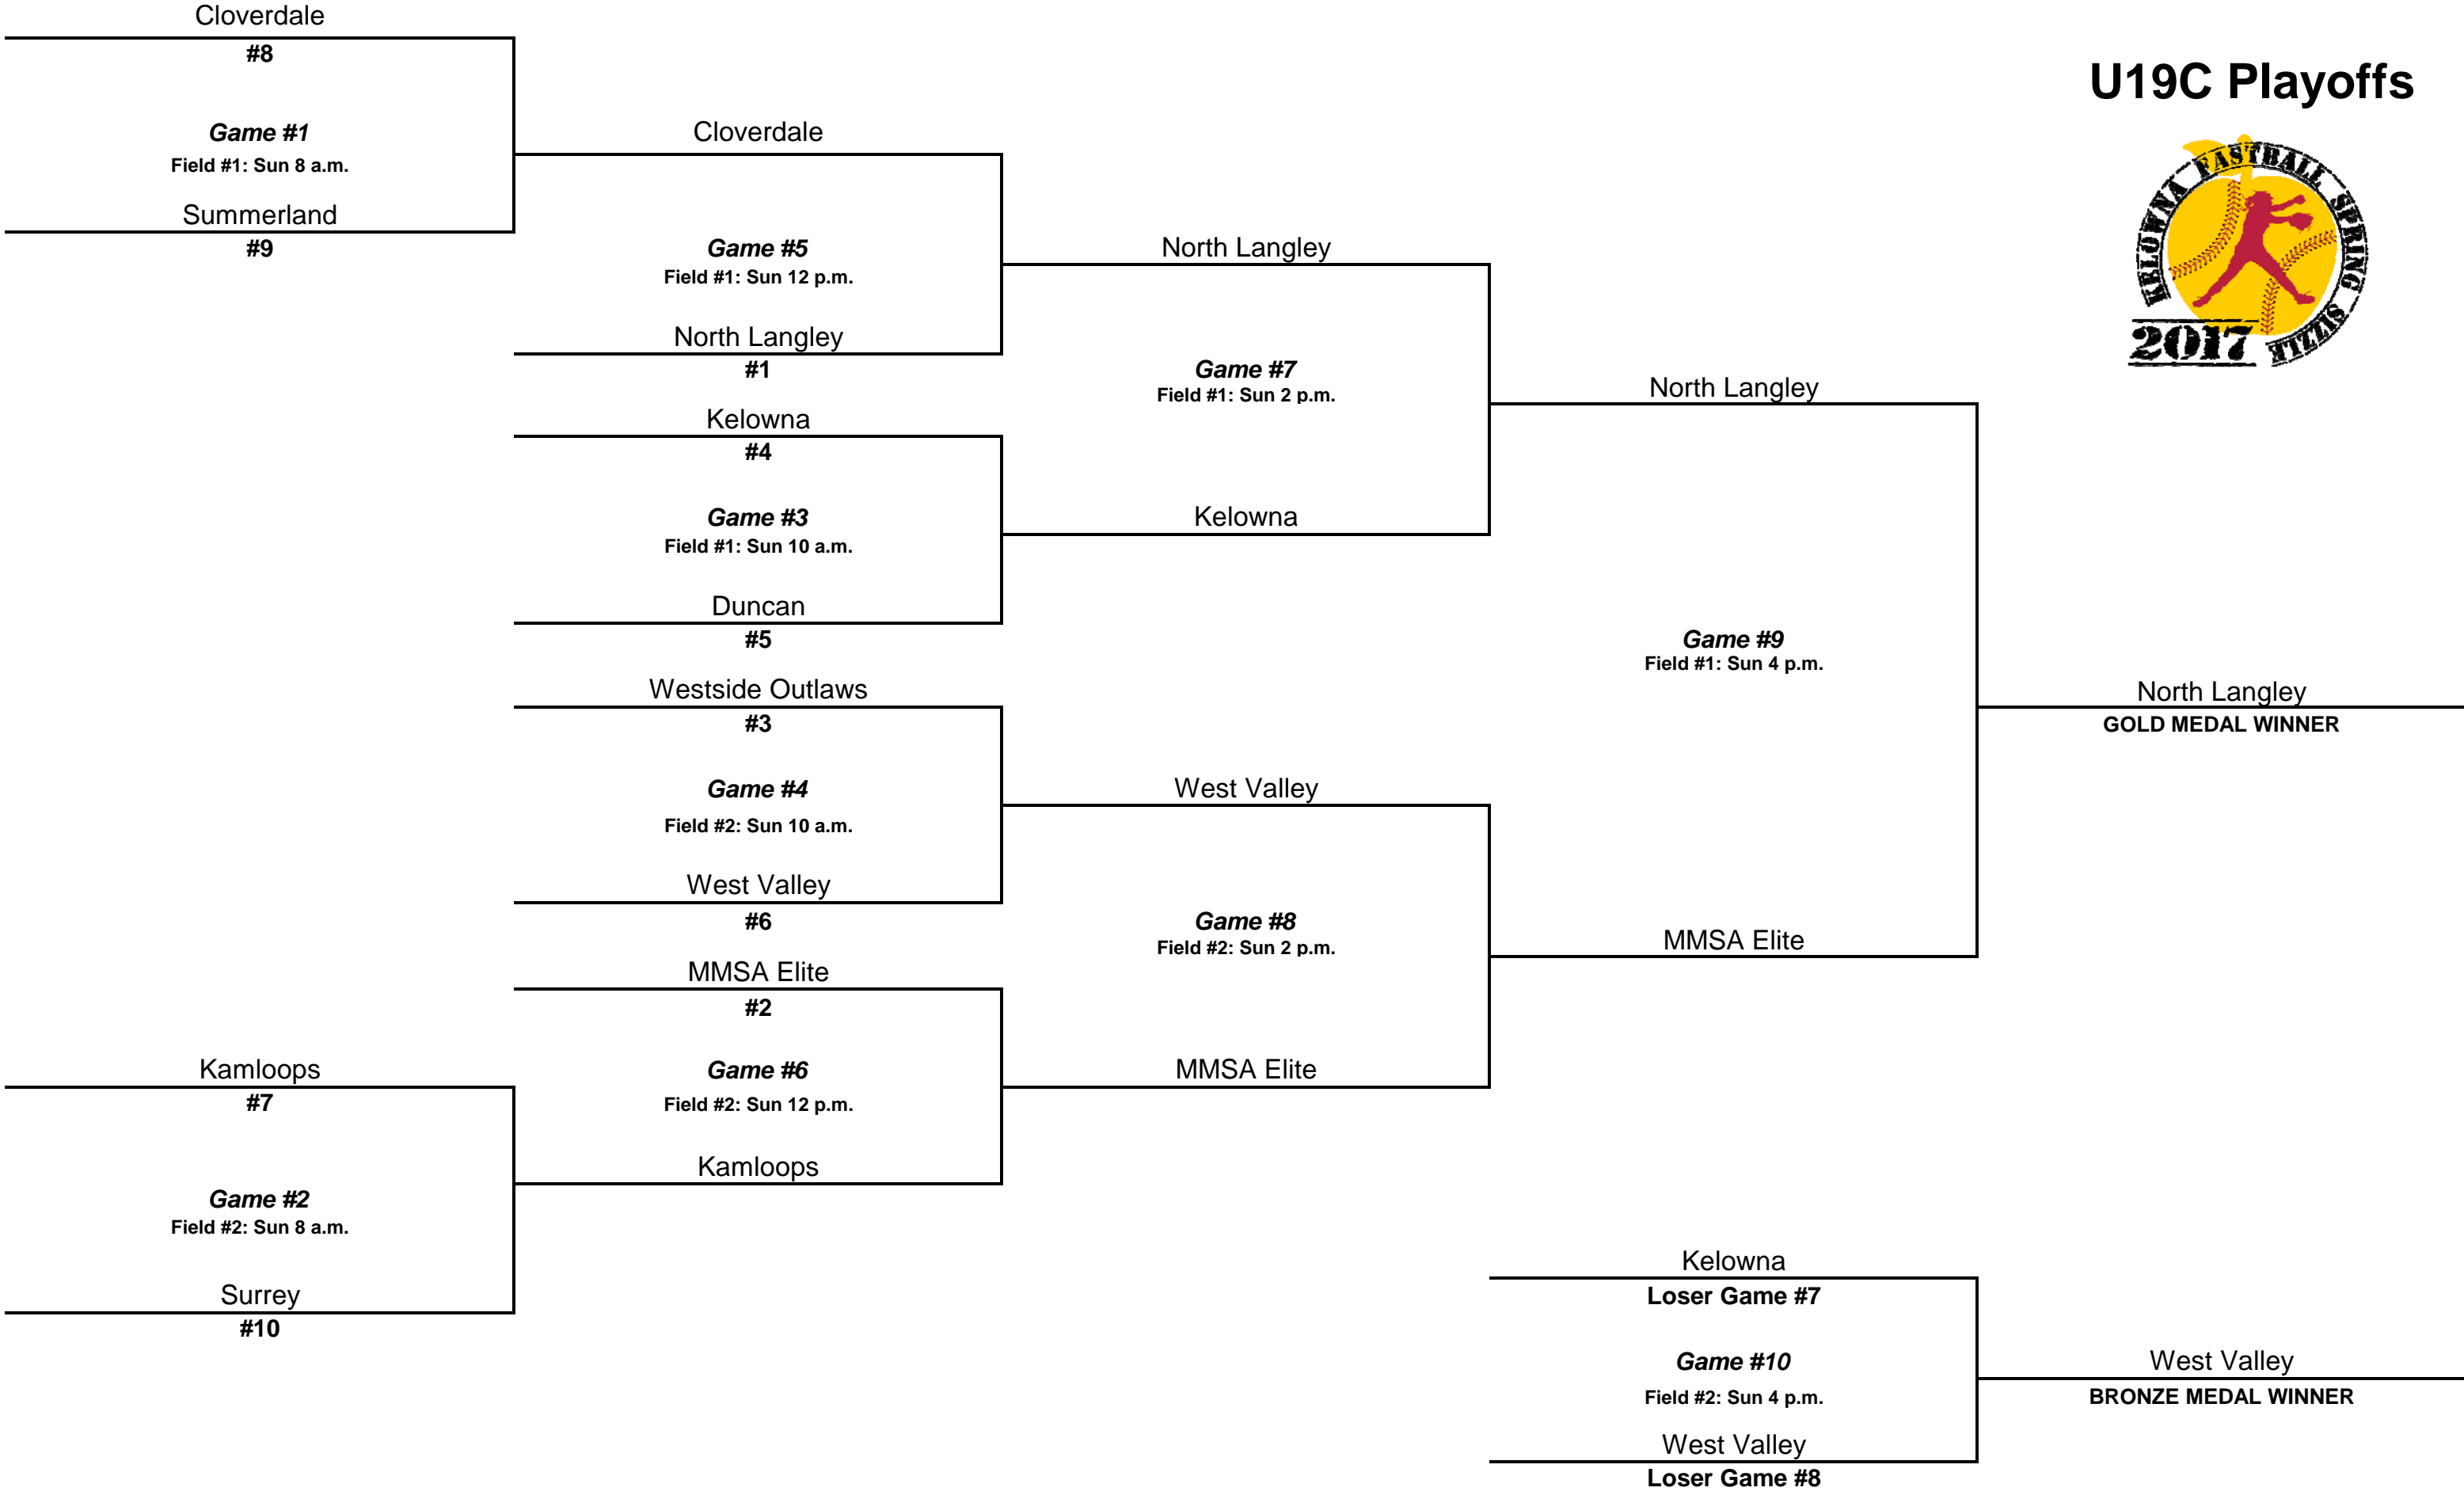 Cloverdale
#8
Game #1
Field #1: Sun 8 a.m.
Summerland
#9
Cloverdale
Game #5
Field #1: Sun 12 p.m.
North Langley
#1
Kelowna
#4
Game #3
Field #1: Sun 10 a.m.
Duncan
#5
Westside Outlaws
#3
Game #4
Field #2: Sun 10 a.m.
West Valley
#6
MMSA Elite
#2
Game #6
Field #2: Sun 12 p.m.
Kamloops
Kamloops
#7
Game #2
Field #2: Sun 8 a.m.
Surrey
#10
North Langley
Game #7
Field #1: Sun 2 p.m.
Kelowna
West Valley
Game #8
Field #2: Sun 2 p.m.
MMSA Elite
North Langley
Game #9
Field #1: Sun 4 p.m.
MMSA Elite
Kelowna
Loser Game #7
Game #10
Field #2: Sun 4 p.m.
West Valley
Loser Game #8
U19C Playoffs
KELOWNA FASTBALL SPRING SIZZLE
2017
North Langley
GOLD MEDAL WINNER
West Valley
BRONZE MEDAL WINNER